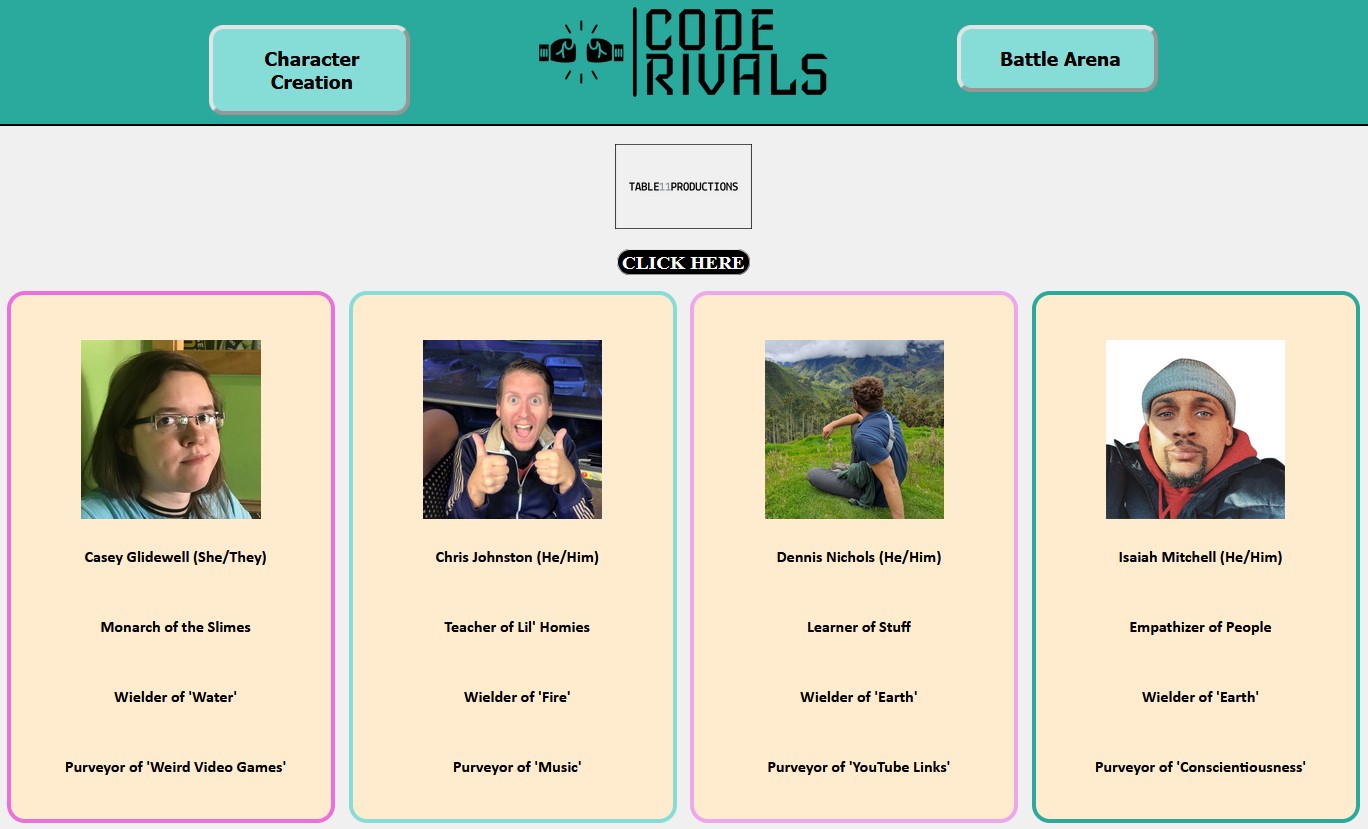 Character
Creation
CODE
RIVALS
Battle Arena
TABLE11PRODUCTIONS
CLICK HERE
Casey Glidewell (She/They)
Monarch of the Slimes
Wielder of 'Water'
Purveyor of 'Weird Video Games'
Chris Johnston (He/Him)
Teacher of Lil' Homies
Wielder of 'Fire'
Purveyor of 'Music'
Dennis Nichols (He/Him)
Learner of Stuff
Wielder of 'Earth'
Purveyor of 'YouTube Links'
Isaiah Mitchell (He/Him)
Empathizer of People
Wielder of 'Earth'
Purveyor of 'Conscientiousness'